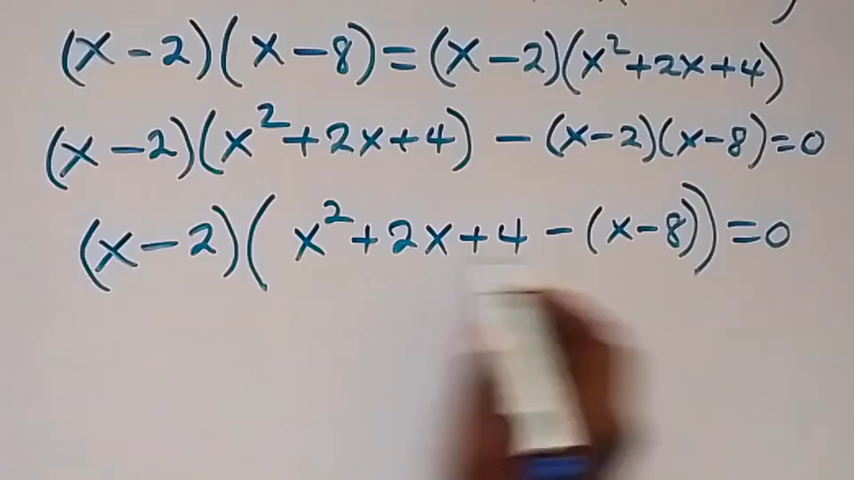 (x-2)(x-8)=(x-2)(x²+2x+4)
(x-2)(x²+2x+4) - (x-2)(x-8)=0
(x-2)(x²+2x+4-(x-8))=0